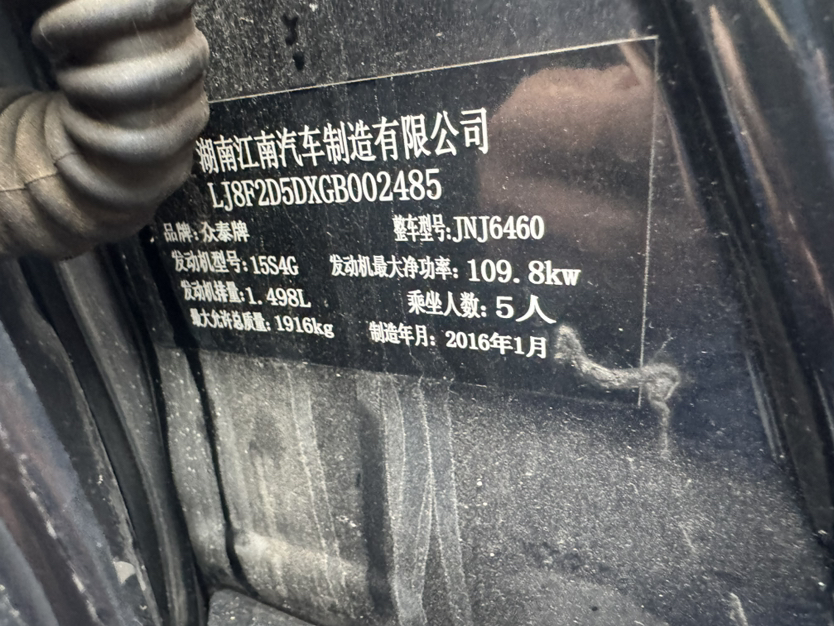 湖南江南汽车制造有限公司
LJ8F2D5DXGB002485
品牌:众泰牌 整车型号:JNJ6460
发动机型号:15S4G 发动机最大净功率:109.8kw
发动机排量:1.498L 乘坐人数:5人
最大允许总质量:1916kg 制造年月:2016年1月